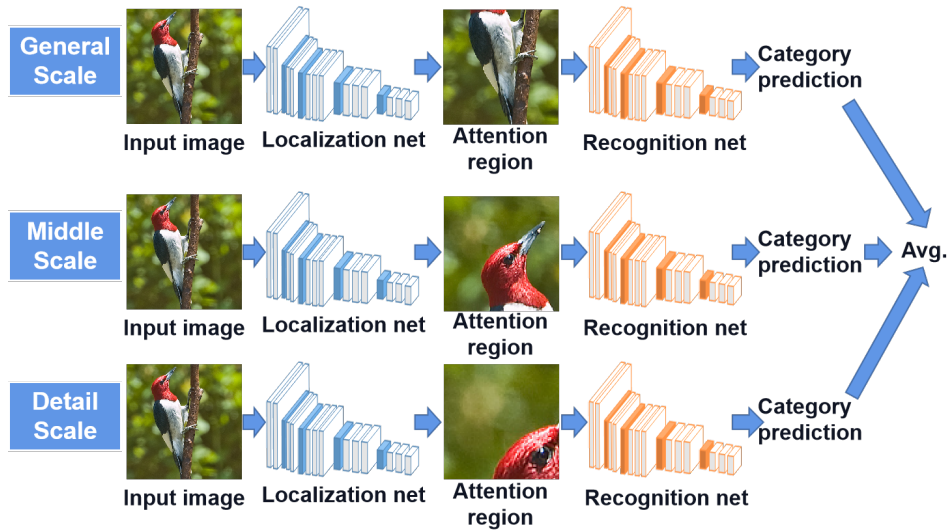 General
Scale
Input image
Localization net
Attention
region
Recognition net
Category
prediction
Middle
Scale
Input image
Localization net
Attention
region
Recognition net
Category
prediction
Avg.
Detail
Scale
Input image
Localization net
Attention
region
Recognition net
Category
prediction